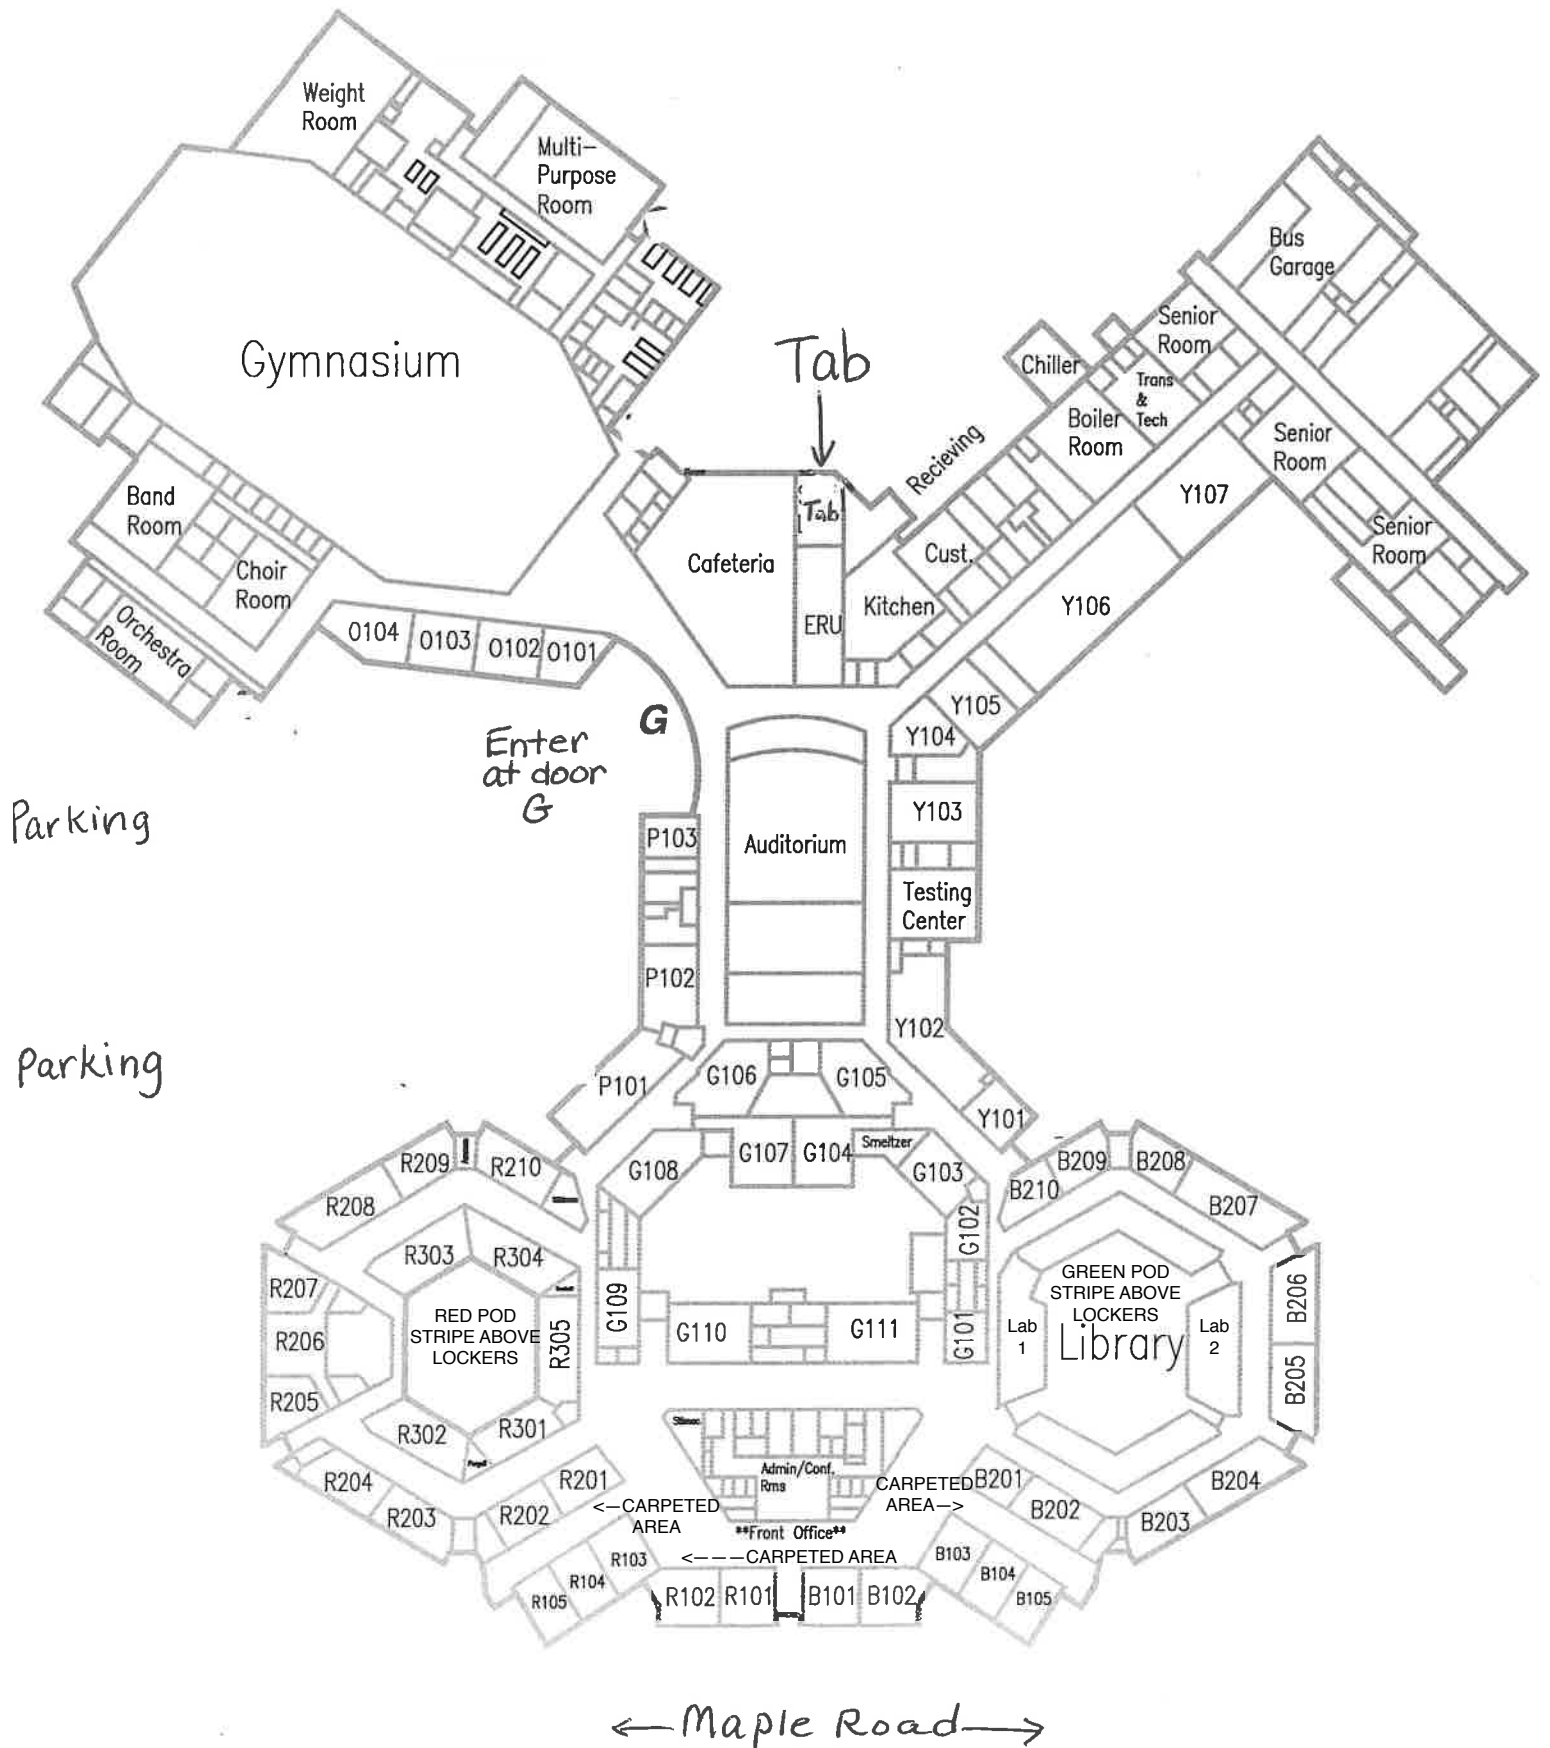 Weight
Room
Multi-
Purpose
Room
Gymnasium
Bus
Garage
Senior
Room
Chiller
Trans
&
Tech
Boiler
Room
Tab
Recieving
Senior
Room
Y107
Senior
Room
Band
Room
Choir
Room
Orchestra
Room
Cafeteria
Tab
ERU
Cust.
Kitchen
Y106
O104
O103
O102
O101
Y105
Y104
G
Enter
at door
G
Parking
P103
Auditorium
Y103
Testing
Center
P102
Y102
Parking
P101
G106
G105
Y101
R209
R210
G108
G107
G104
Smeltzer
G103
B210
B209
B208
R208
B207
G102
R303
R304
R207
R206
R205
RED POD
STRIPE ABOVE
LOCKERS
R305
G109
G110
G111
G101
GREEN POD
STRIPE ABOVE
LOCKERS
Library
Lab
1
Lab
2
B206
B205
R302
R301
R204
R203
R202
R201
Admin/Conf.
Rms
<—CARPETED
AREA
CARPETED
AREA—>
**Front Office**
<———CARPETED AREA
B201
B202
B203
B204
R103
R104
R105
R102
R101
B101
B102
B103
B104
B105
Maple Road